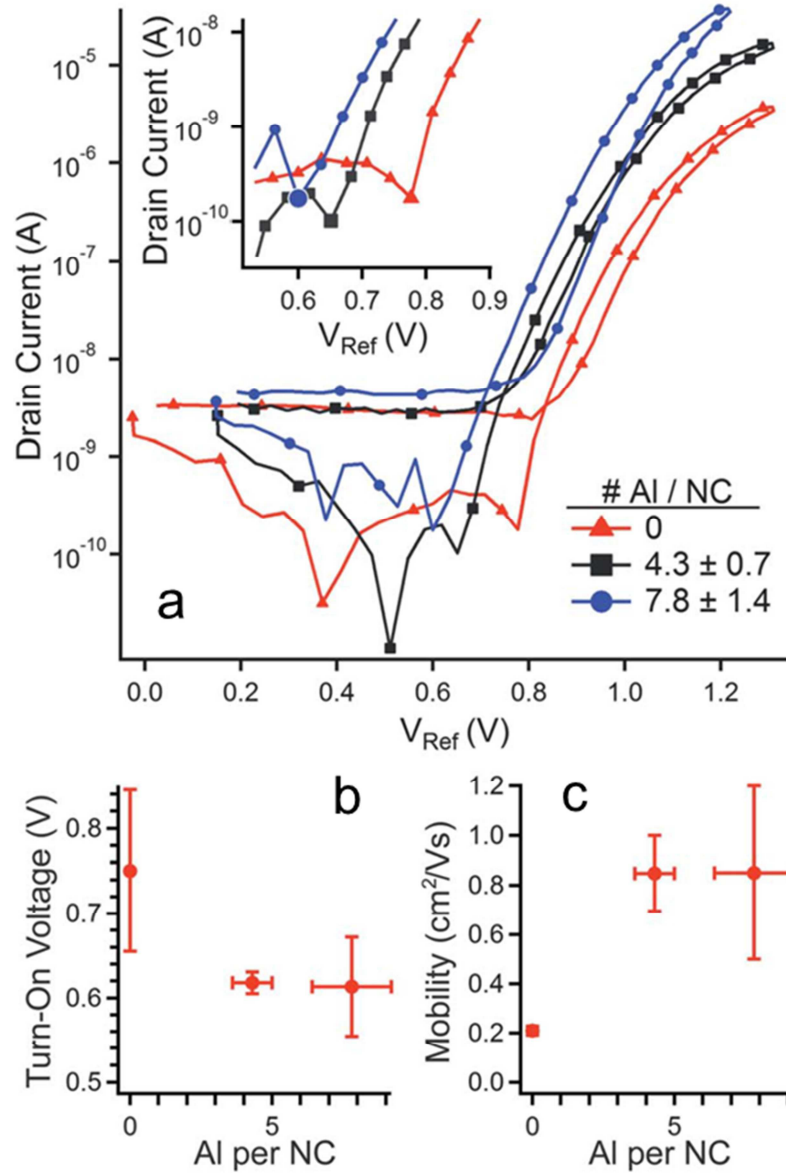 10⁻⁸
10⁻⁹
10⁻¹⁰
Drain Current (A)
0.6 0.7 0.8 0.9
V_Ref (V)
10⁻⁵
10⁻⁶
10⁻⁷
10⁻⁸
10⁻⁹
10⁻¹⁰
Drain Current (A)
# Al / NC
0
4.3 ± 0.7
7.8 ± 1.4
a
0.0 0.2 0.4 0.6 0.8 1.0 1.2
V_Ref (V)
b
0.8
0.7
0.6
0.5
Turn-On Voltage (V)
0 5
Al per NC
c
1.2
1.0
0.8
0.6
0.4
0.2
0.0
Mobility (cm²/Vs)
0 5
Al per NC